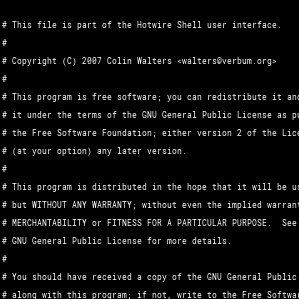 # This file is part of the Hotwire Shell user interface.
#
# Copyright (C) 2007 Colin Walters <walters@verbum.org>
#
# This program is free software; you can redistribute it and
# it under the terms of the GNU General Public License as
# the Free Software Foundation; either version 2 of the
# (at your option) any later version.
#
# This program is distributed in the hope that it will be
# but WITHOUT ANY WARRANTY; without even the implied
# MERCHANTABILITY or FITNESS FOR A PARTICULAR PURPOSE. See
# GNU General Public License for more details.
#
# You should have received a copy of the GNU General Public
# along with this program; if not, write to the Free